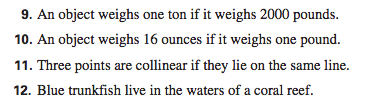 9. An object weighs one ton if it weighs 2000 pounds.
10. An object weighs 16 ounces if it weighs one pound.
11. Three points are collinear if they lie on the same line.
12. Blue trunkfish live in the waters of a coral reef.